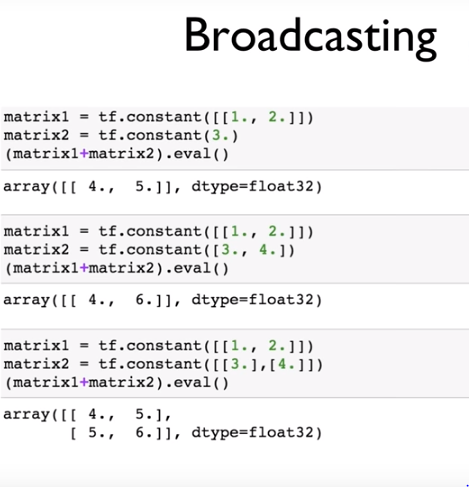 Broadcasting
matrix1 = tf.constant([[1., 2.]])
matrix2 = tf.constant(3.)
(matrix1+matrix2).eval()
array([[ 4.,  5.]], dtype=float32)
matrix1 = tf.constant([[1., 2.]])
matrix2 = tf.constant([3., 4.])
(matrix1+matrix2).eval()
array([[ 4.,  6.]], dtype=float32)
matrix1 = tf.constant([[1., 2.]])
matrix2 = tf.constant([[3.],[4.]])
(matrix1+matrix2).eval()
array([[ 4.,  5.],
       [ 5.,  6.]], dtype=float32)